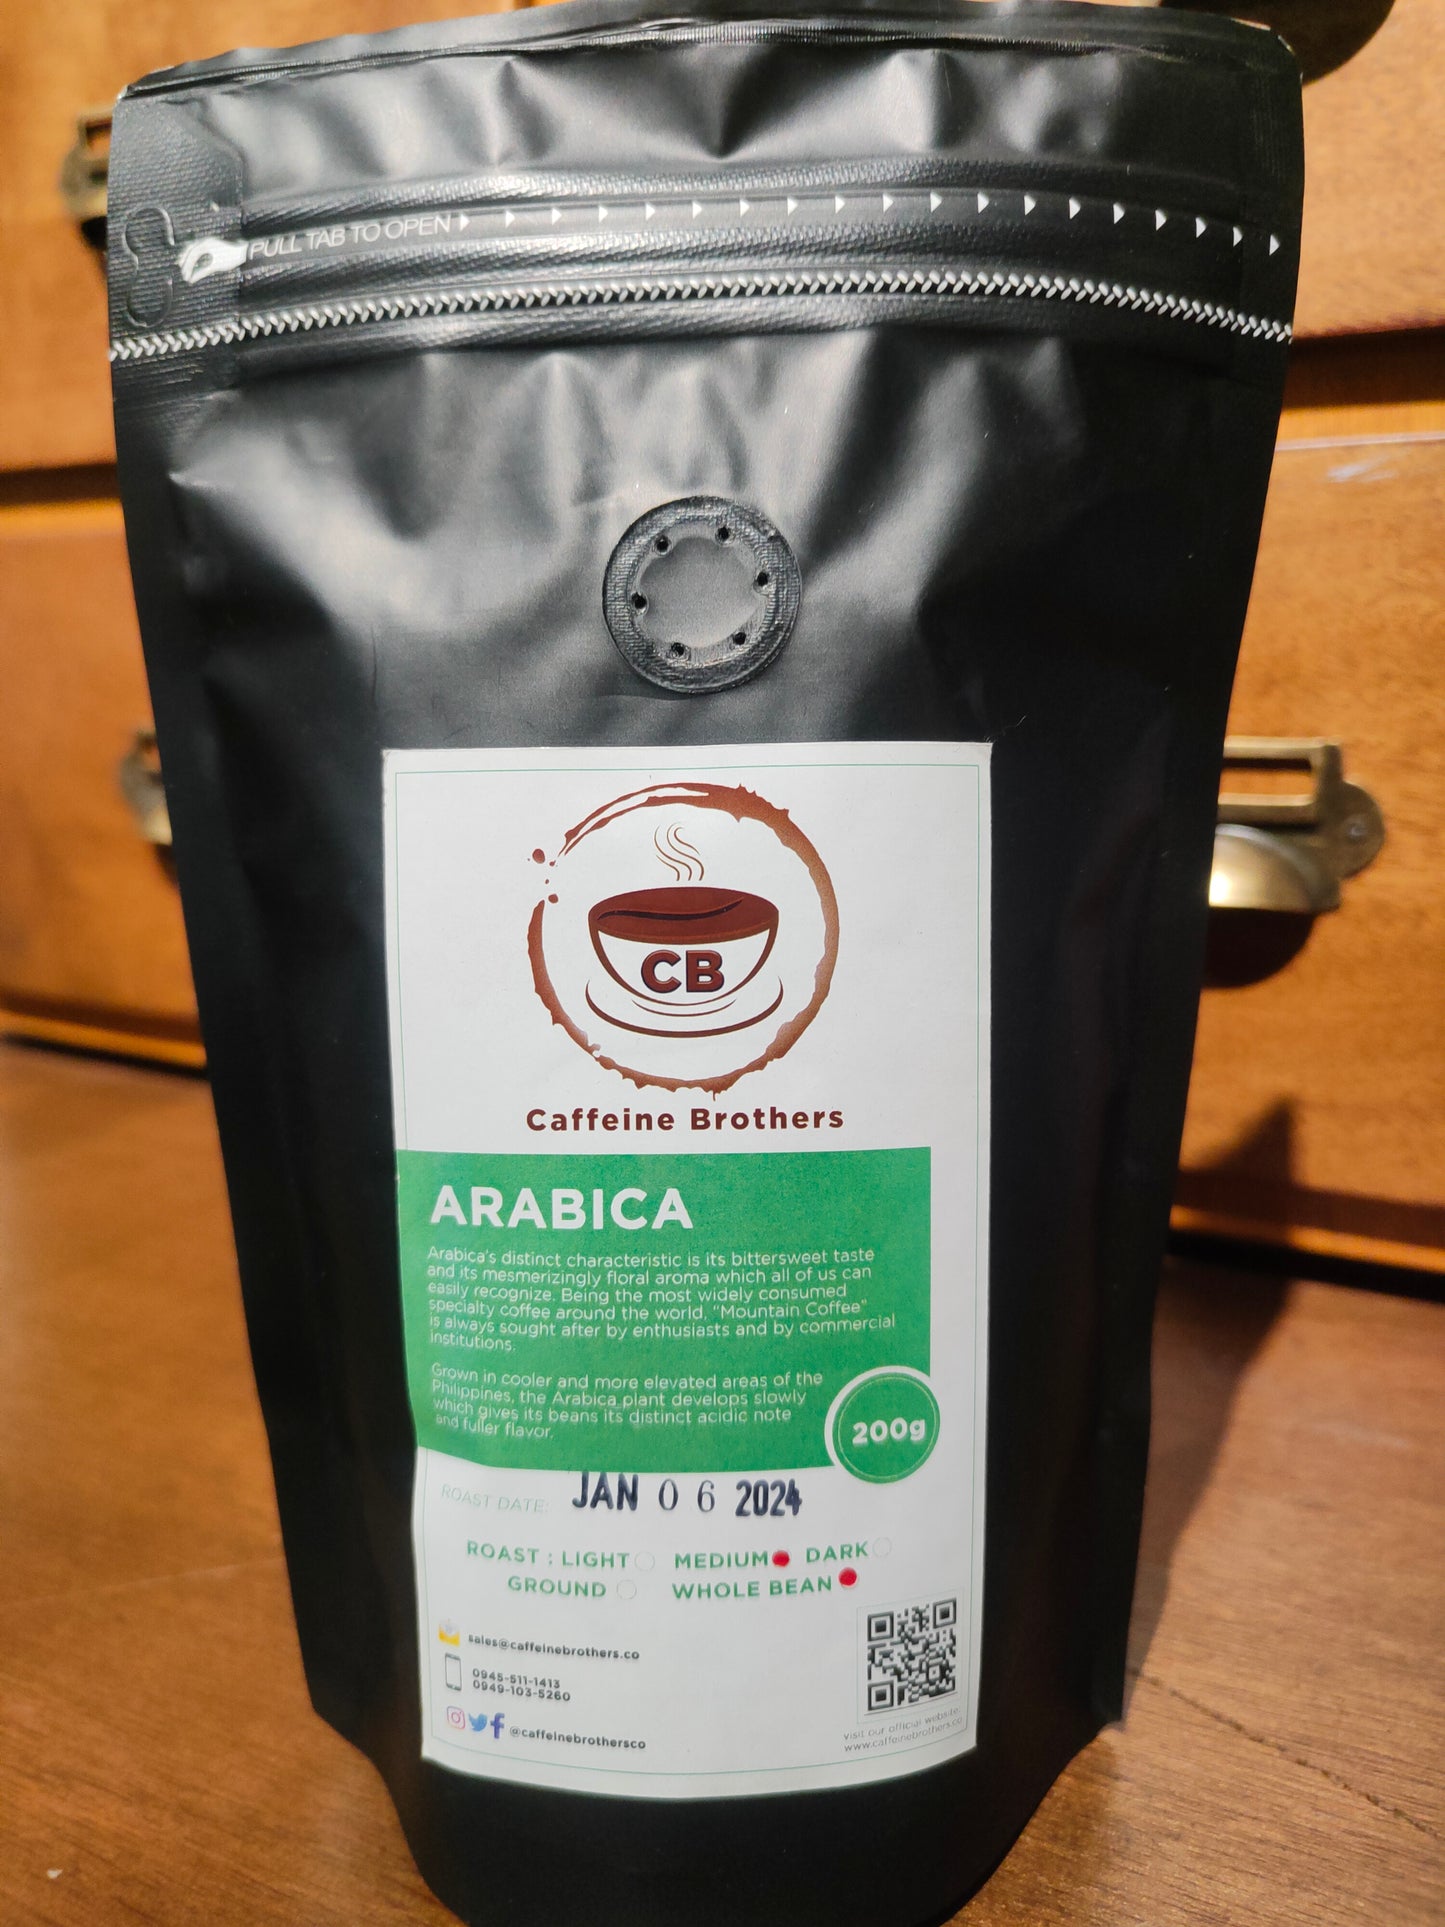 PULL TAB TO OPEN
CB
Caffeine Brothers
ARABICA
Arabica's distinct characteristic is its bittersweet taste
and its mesmerizingly floral aroma which all of us can
easily recognize. Being the most widely consumed
specialty coffee around the world, "Mountain Coffee"
is always sought after by enthusiasts and by commercial
institutions.
Grown in cooler and more elevated areas of the
Philippines, the Arabica plant develops slowly
which gives its beans its distinct acidic note
and fuller flavor.
200g
ROAST DATE: JAN 06 2024
ROAST : LIGHT MEDIUM DARK
GROUND WHOLE BEAN
sales@caffeinebrothers.co
0945-511-1413
0949-103-5260
@caffeinebrothersco
visit our official website:
www.caffeinebrothers.co